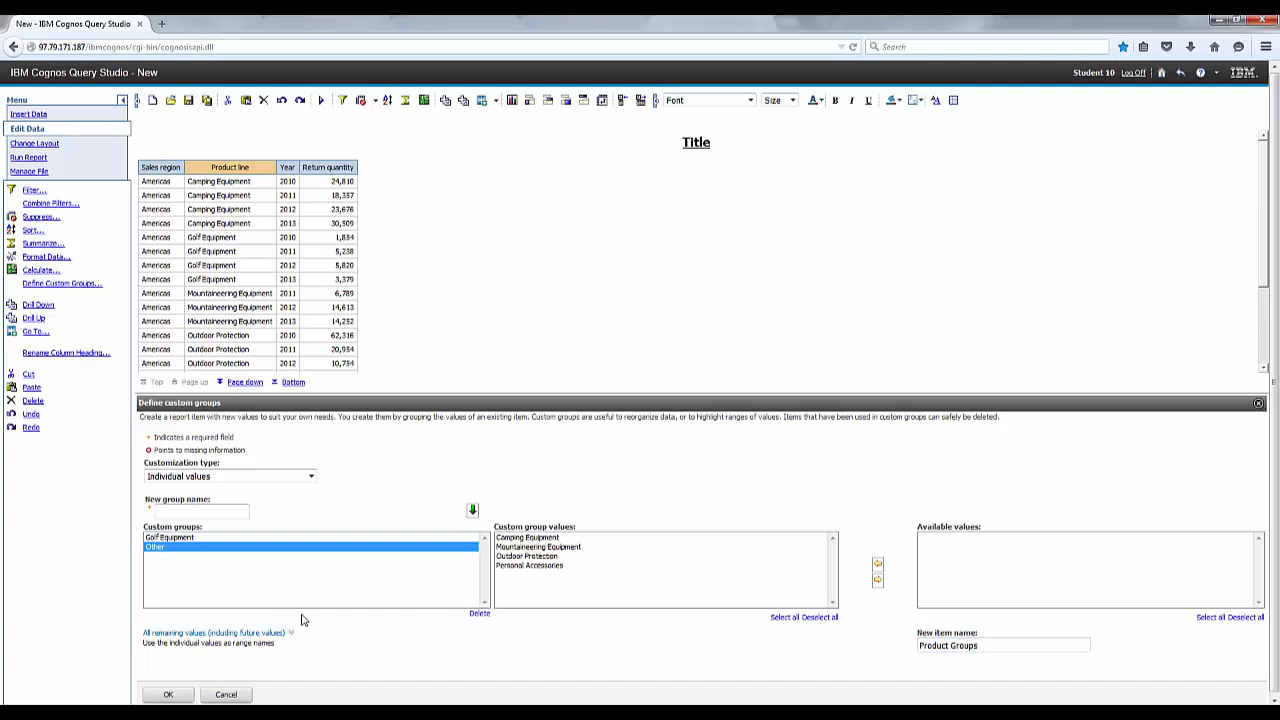 New - IBM Cognos Query Studio
97.79.171.187/ibmcognos/cgi-bin/cognosisapi.dll
Search
IBM Cognos Query Studio - New
Student 10 Log Off IBM
Menu
Font Size B I U
Insert Data
Edit Data
Change Layout
Run Report
Manage File
Filter...
Combine Filters...
Suppress...
Sort...
Summarize...
Format Data...
Calculate...
Define Custom Groups...
Drill Down
Drill Up
Go To...
Rename Column Heading...
Cut
Paste
Delete
Undo
Redo
Title
Sales region Product line Year Return quantity
Americas Camping Equipment 2010 24,810
Americas Camping Equipment 2011 18,357
Americas Camping Equipment 2012 23,676
Americas Camping Equipment 2013 30,509
Americas Golf Equipment 2010 1,854
Americas Golf Equipment 2011 5,238
Americas Golf Equipment 2012 5,820
Americas Golf Equipment 2013 3,379
Americas Mountaineering Equipment 2011 6,789
Americas Mountaineering Equipment 2012 14,613
Americas Mountaineering Equipment 2013 14,252
Americas Outdoor Protection 2010 62,316
Americas Outdoor Protection 2011 20,954
Americas Outdoor Protection 2012 10,754
Top Page up Page down Bottom
Define custom groups
Create a report item with new values to suit your own needs. You create them by grouping the values of an existing item. Custom groups are useful to reorganize data, or to highlight ranges of values. Items that have been used in custom groups can safely be deleted.
* Indicates a required field
Points to missing information
Customization type:
Individual values
New group name:
*
Custom groups: Custom group values: Available values:
Golf Equipment
Other
Camping Equipment
Mountaineering Equipment
Outdoor Protection
Personal Accessories
Delete
Select all Deselect all
Select all Deselect all
All remaining values (including future values)
Use the individual values as range names
New item name:
Product Groups
OK Cancel